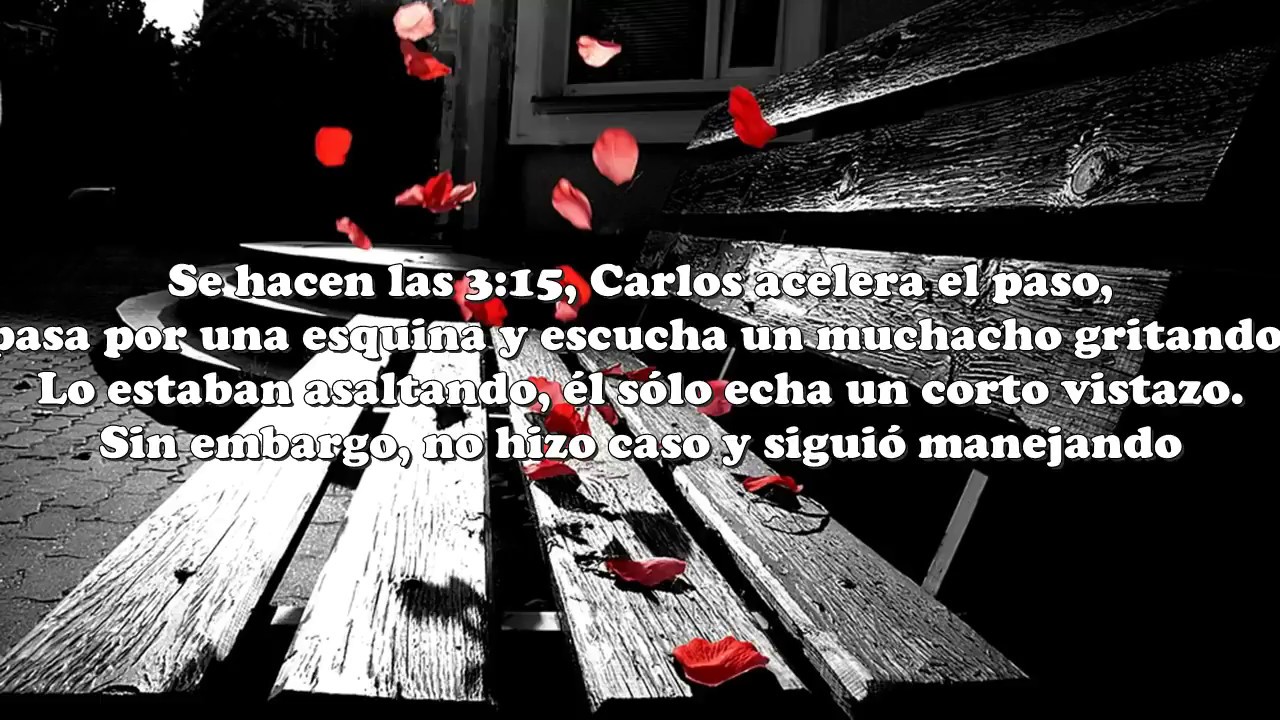 Se hacen las 3:15, Carlos acelera el paso,
pasa por una esquina y escucha un muchacho gritando
Lo estaban asaltando, él sólo echa un corto vistazo.
Sin embargo, no hizo caso y siguió manejando